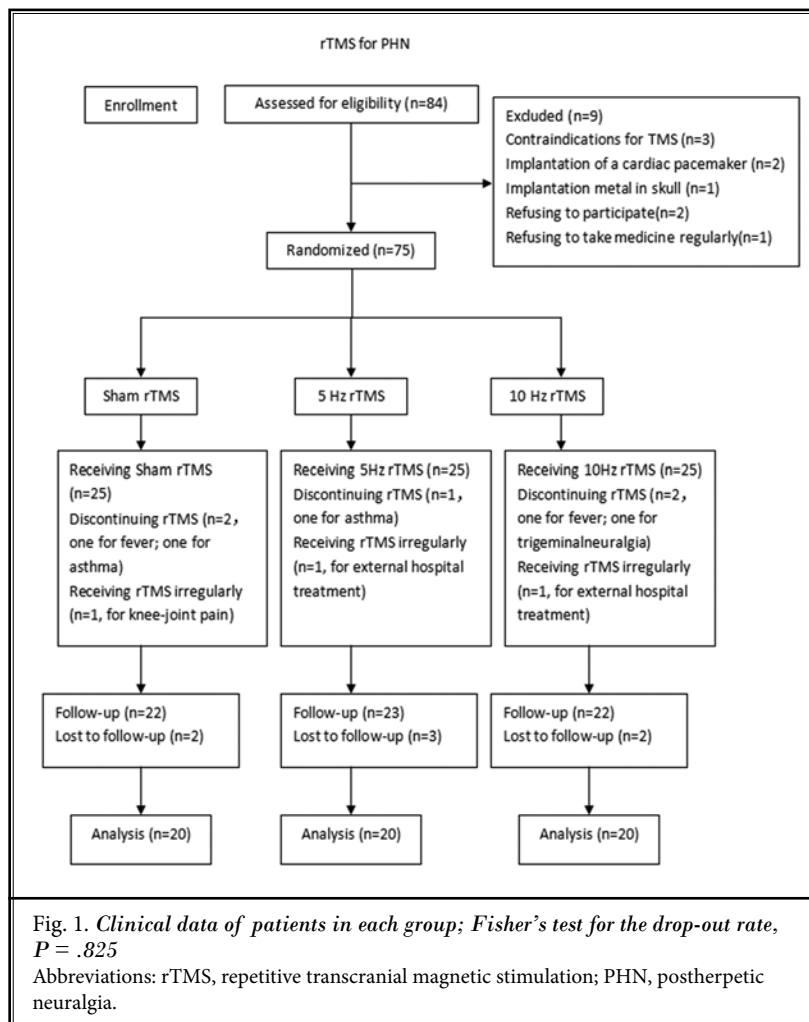 rTMS for PHN
Enrollment
Assessed for eligibility (n=84)
Excluded (n=9)
Contraindications for TMS (n=3)
Implantation of a cardiac pacemaker (n=2)
Implantation metal in skull (n=1)
Refusing to participate(n=2)
Refusing to take medicine regularly(n=1)
Randomized (n=75)
Sham rTMS
5 Hz rTMS
10 Hz rTMS
Receiving Sham rTMS
(n=25)
Discontinuing rTMS (n=2,
one for fever; one for
asthma)
Receiving rTMS irregularly
(n=1, for knee-joint pain)
Receiving 5Hz rTMS (n=25)
Discontinuing rTMS (n=1,
one for asthma)
Receiving rTMS irregularly
(n=1, for external hospital
treatment)
Receiving 10Hz rTMS (n=25)
Discontinuing rTMS (n=2,
one for fever; one for
trigeminalneuralgia)
Receiving rTMS irregularly
(n=1, for external hospital
treatment)
Follow-up (n=22)
Lost to follow-up (n=2)
Follow-up (n=23)
Lost to follow-up (n=3)
Follow-up (n=22)
Lost to follow-up (n=2)
Analysis (n=20)
Analysis (n=20)
Analysis (n=20)
Fig. 1. Clinical data of patients in each group; Fisher's test for the drop-out rate,
P = .825
Abbreviations: rTMS, repetitive transcranial magnetic stimulation; PHN, postherpetic
neuralgia.